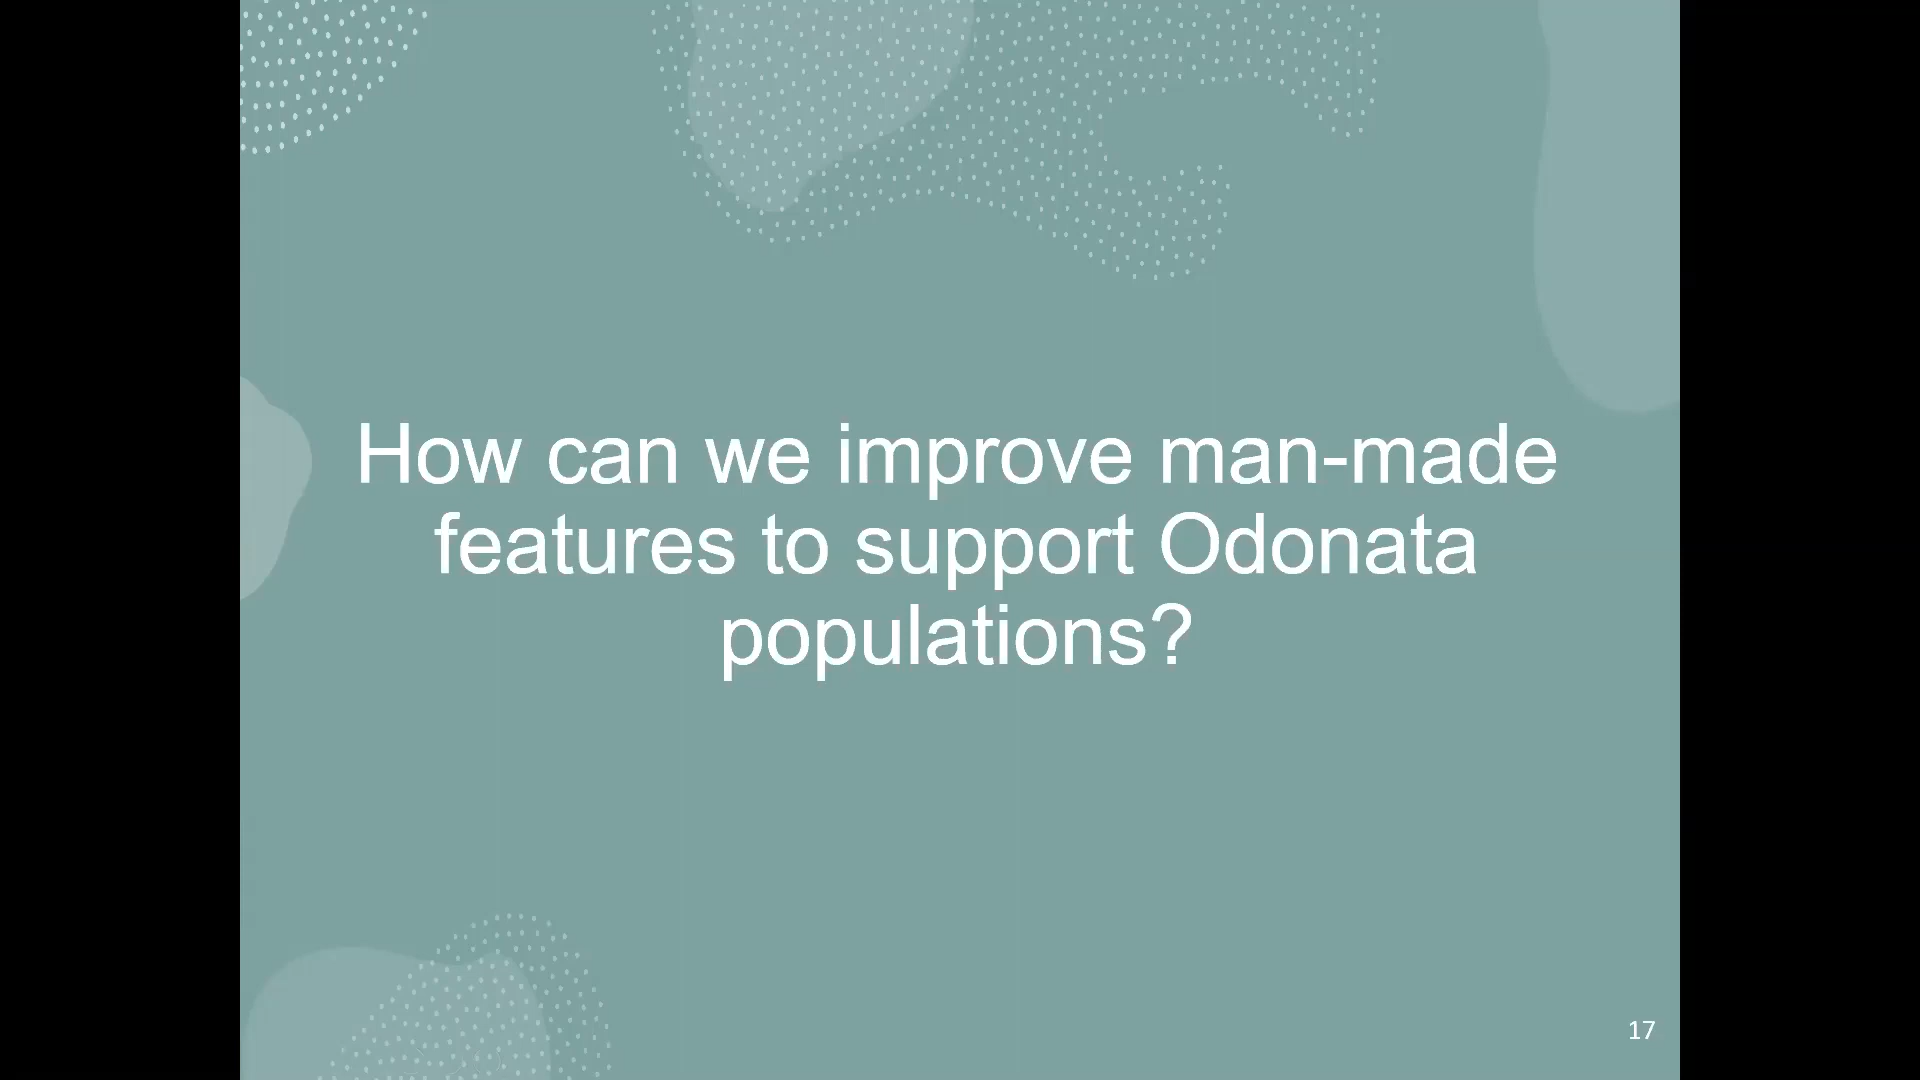 How can we improve man-made
features to support Odonata
populations?
17